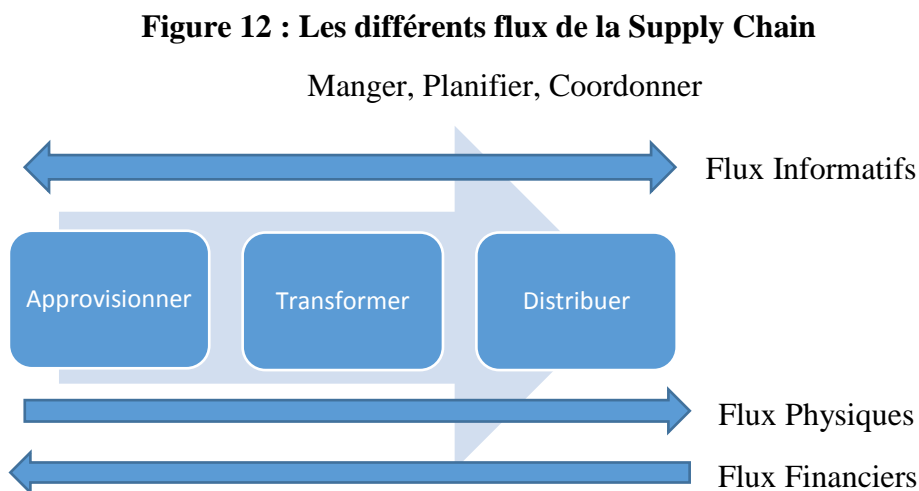 Figure 12 : Les différents flux de la Supply Chain
Manger, Planifier, Coordonner
Flux Informatifs
Approvisionner
Transformer
Distribuer
Flux Physiques
Flux Financiers